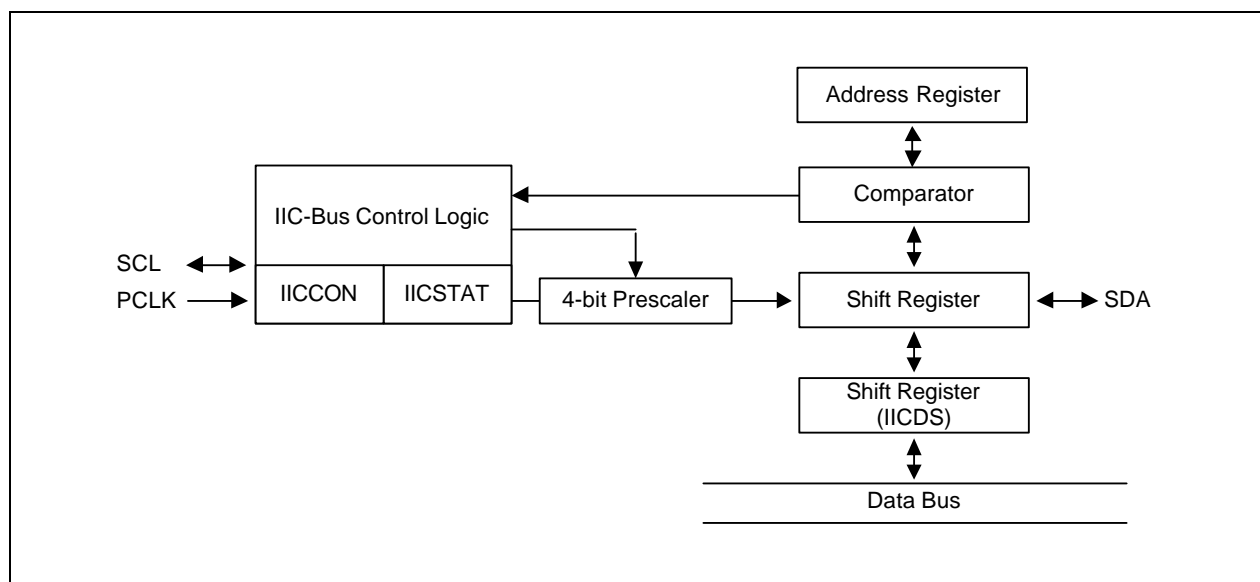 Address Register
Comparator
IIC-Bus Control Logic
SCL
PCLK
IICCON
IICSTAT
4-bit Prescaler
Shift Register
SDA
Shift Register
(IICDS)
Data Bus